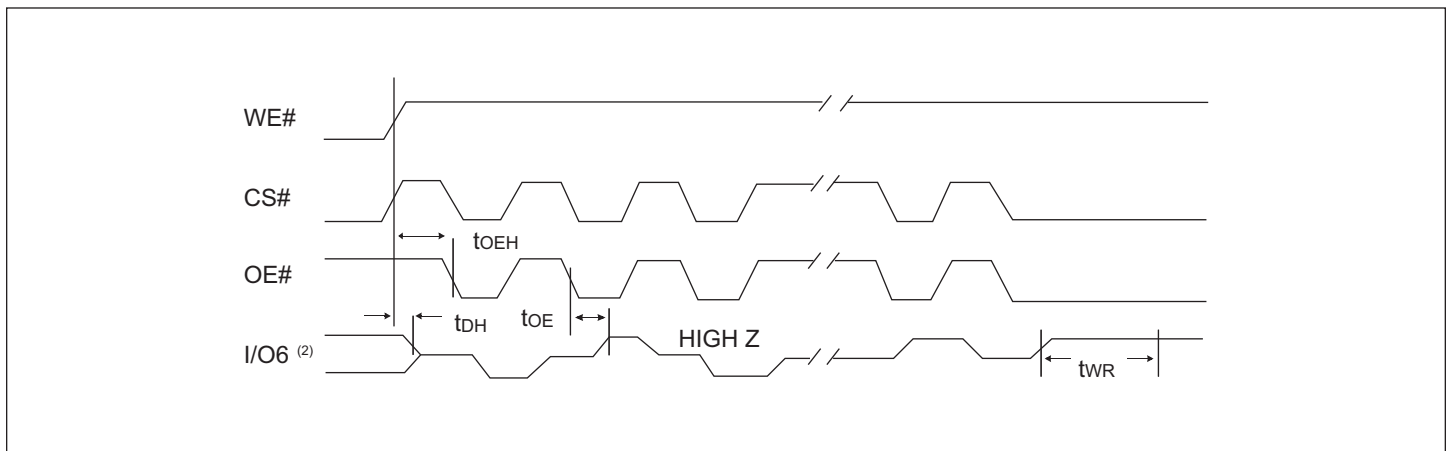 WE#
CS#
tOEH
OE#
tDH
tOE
HIGH Z
I/O6 (2)
tWR